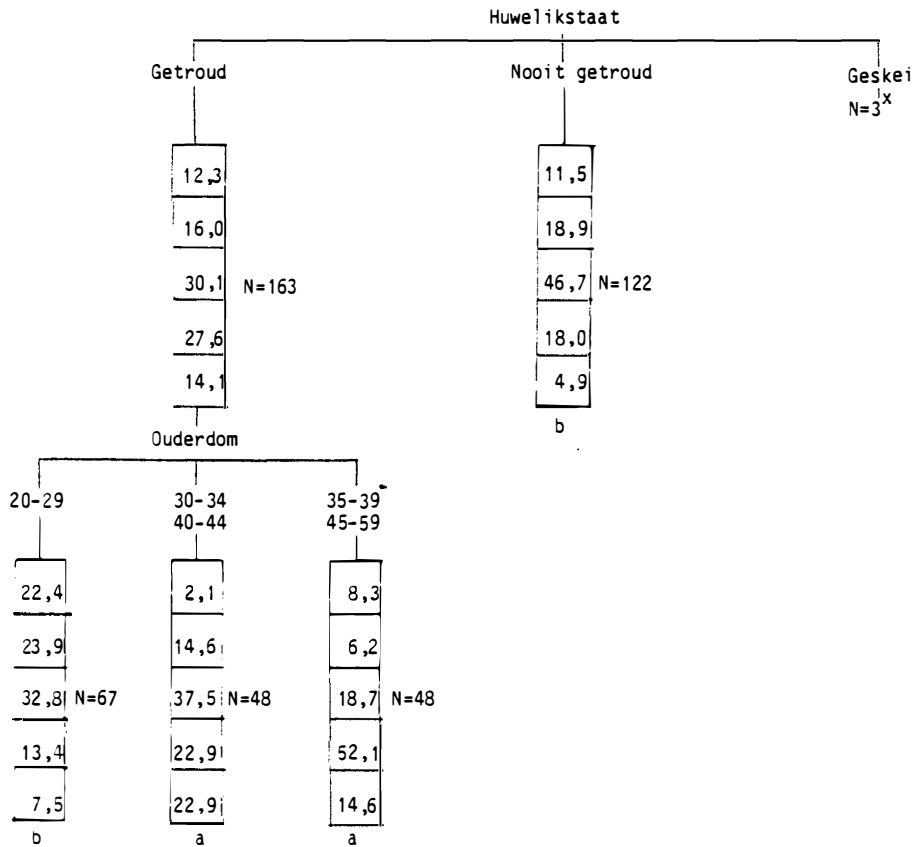 Huwelikstaat
Getroud Nooit getroud Geskei
N=3x
12,3 11,5
16,0 18,9
30,1 N=163 46,7 N=122
27,6 18,0
14,1 4,9
b
Ouderdom
20-29 30-34 35-39
40-44 45-59
22,4 2,1 8,3
23,9 14,6 6,2
32,8 N=67 37,5 N=48 18,7 N=48
13,4 22,9 52,1
7,5 22,9 14,6
b a a